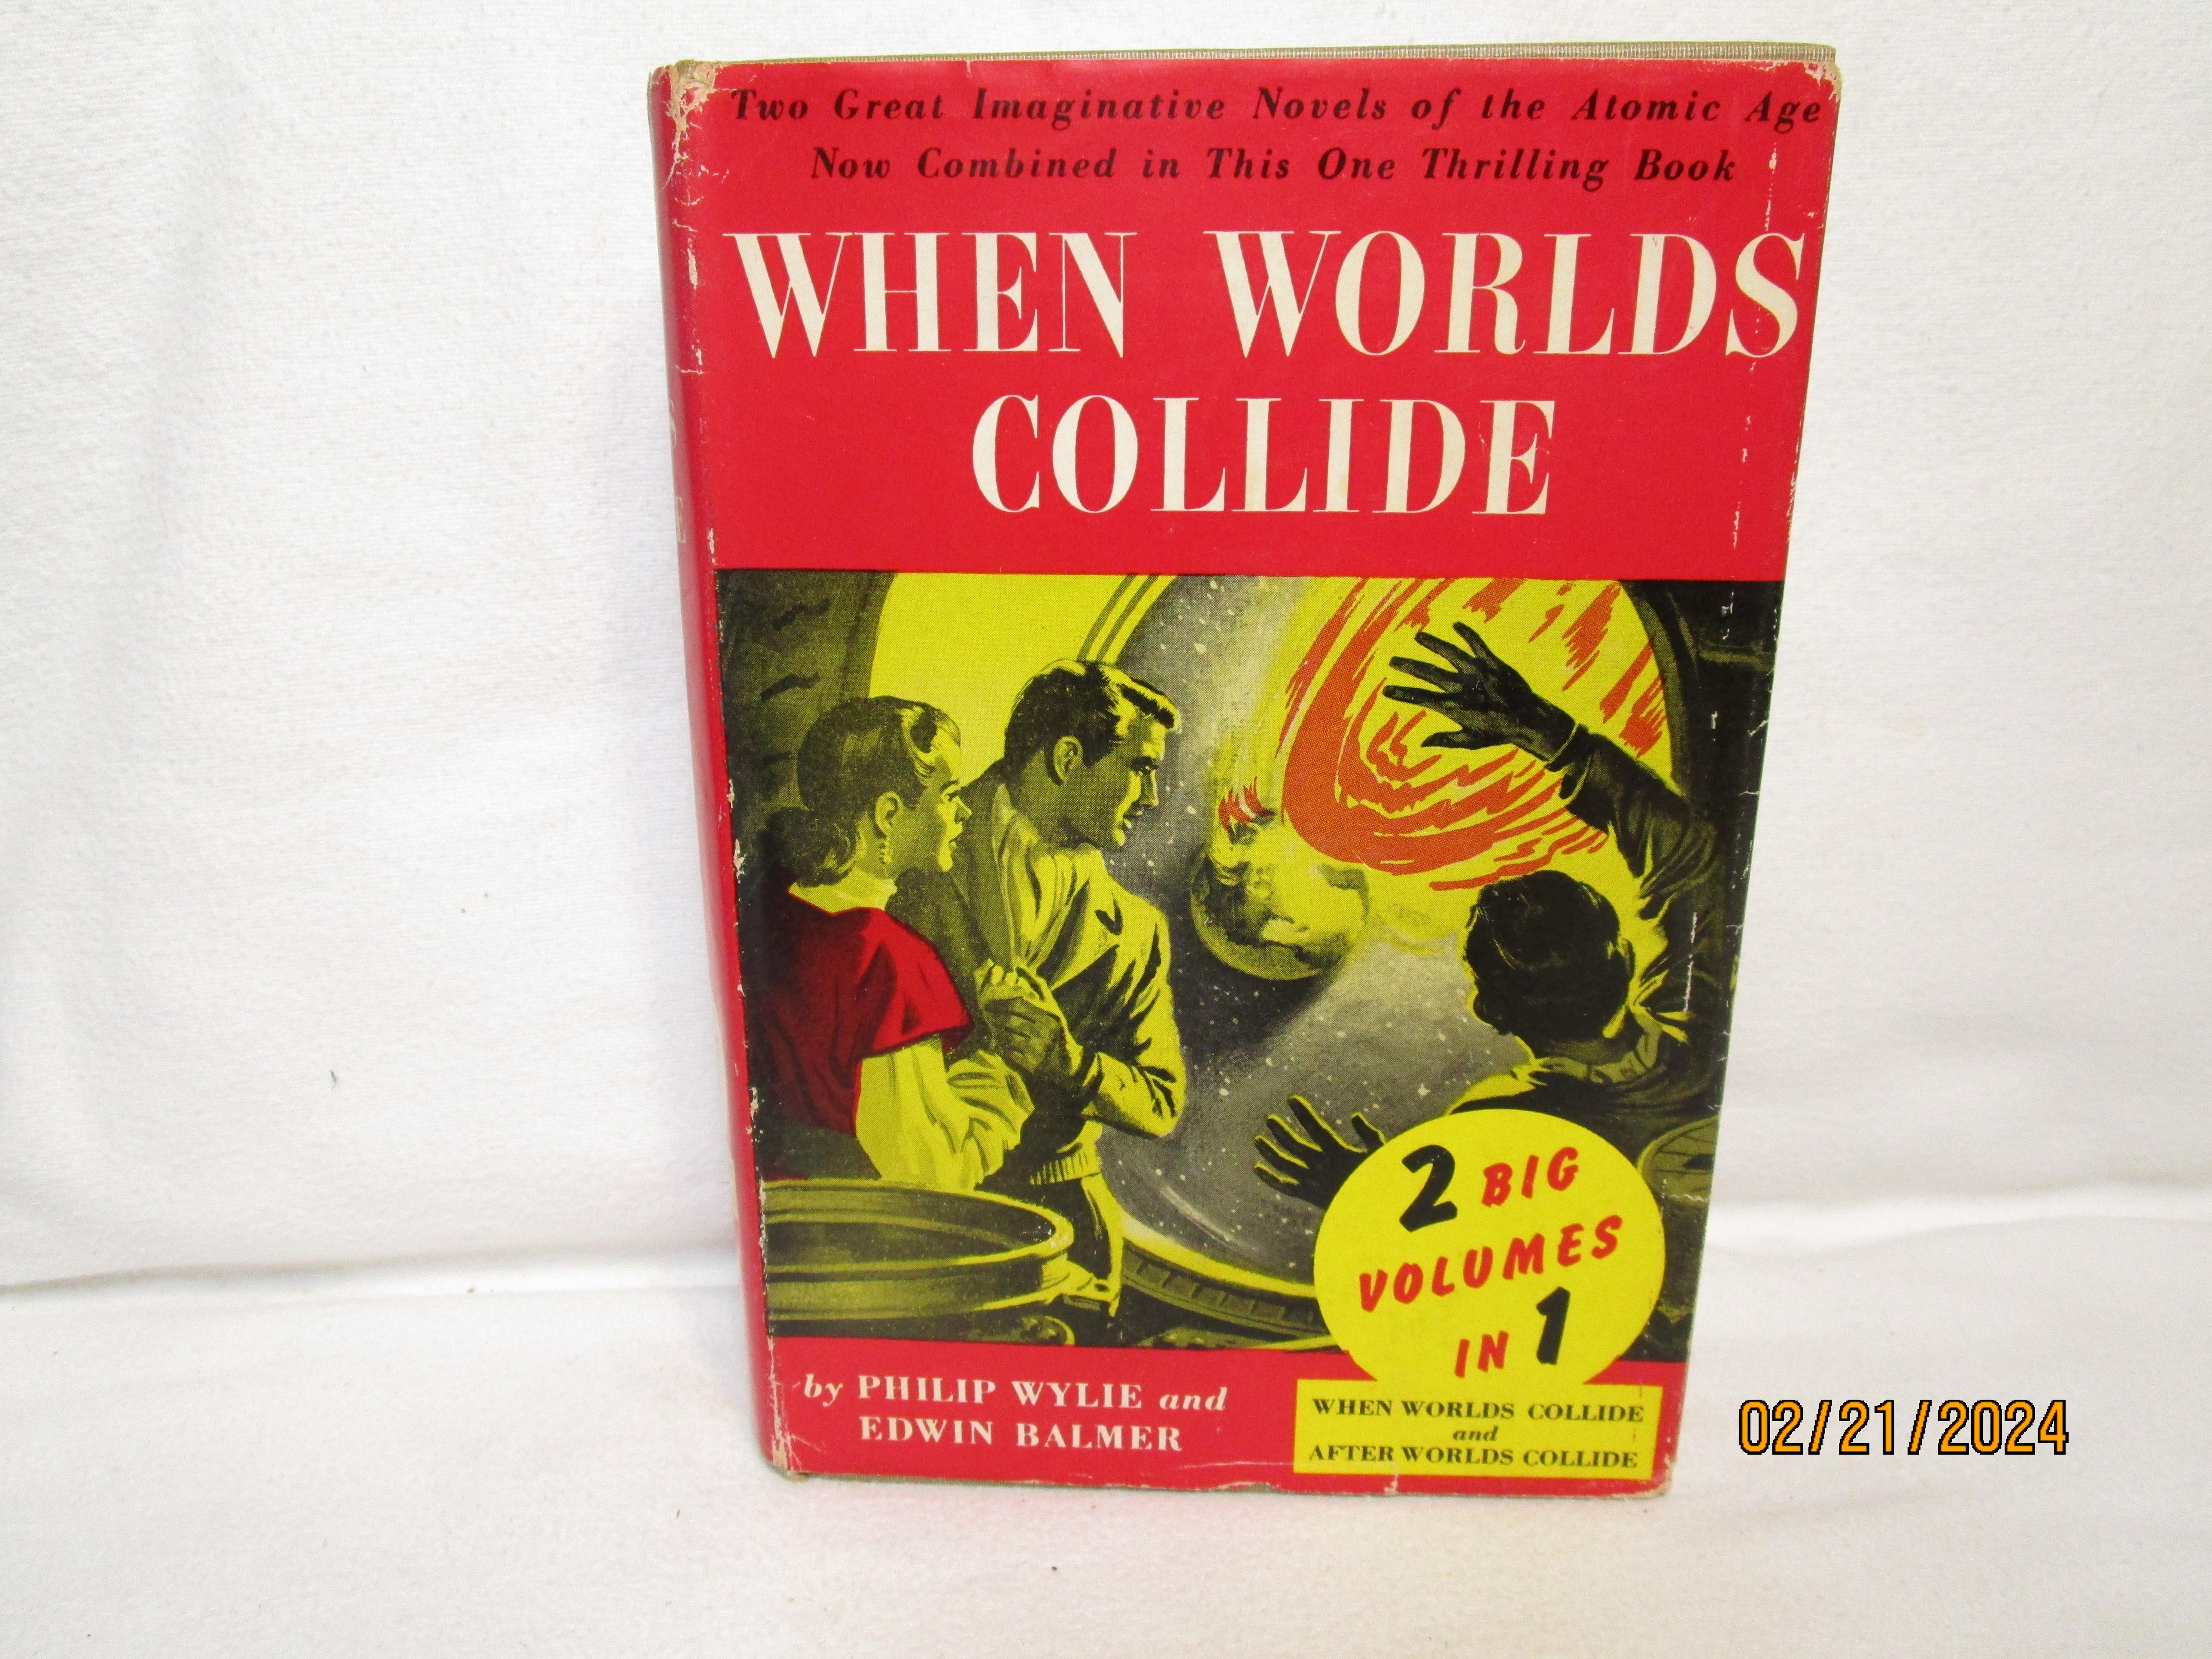 Two Great Imaginative Novels of the Atomic Age
Now Combined in This One Thrilling Book
WHEN WORLDS
COLLIDE
2 BIG
VOLUMES
IN 1
by PHILIP WYLIE and
EDWIN BALMER
WHEN WORLDS COLLIDE
and
AFTER WORLDS COLLIDE
02/21/2024